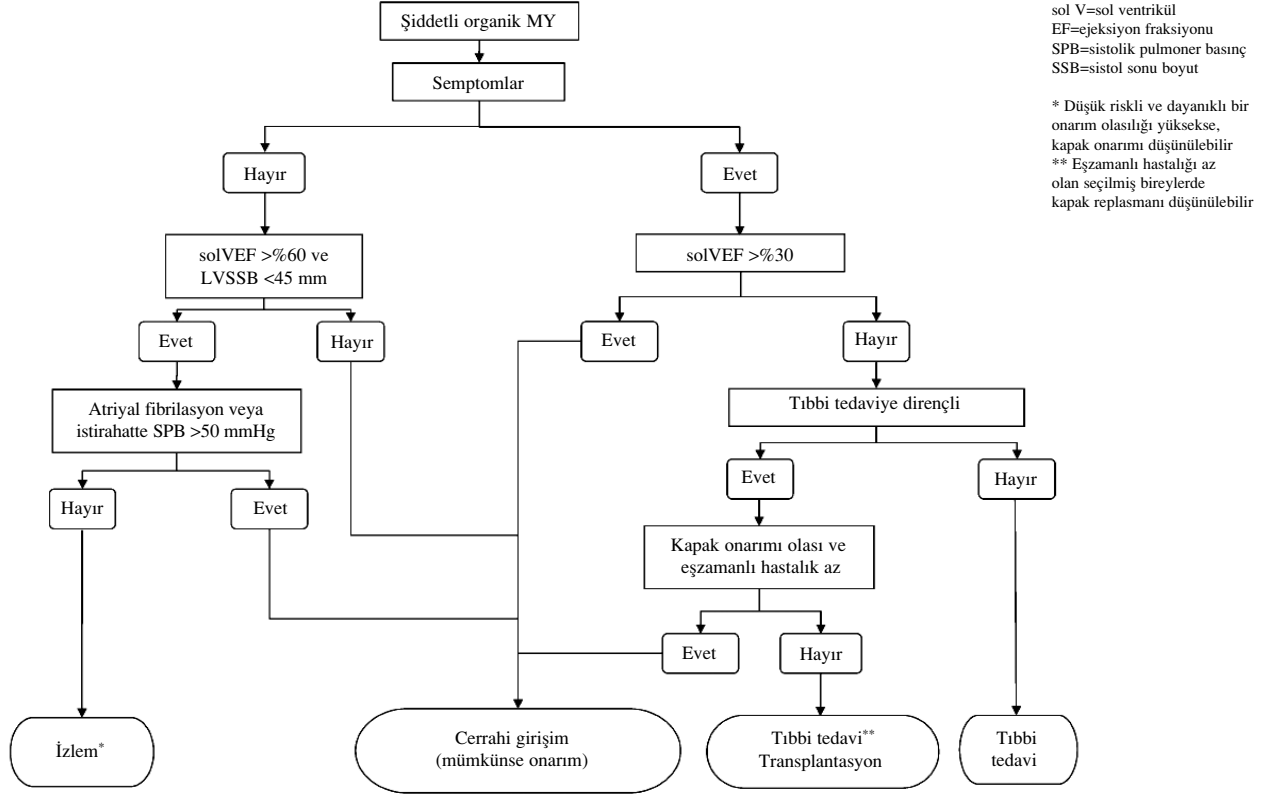 Şiddetli organik MY
Semptomlar
Hayır
Evet
solVEF >%60 ve
LVSSB <45 mm
solVEF >%30
Evet
Hayır
Evet
Hayır
Atriyal fibrilasyon veya
istirahatte SPB >50 mmHg
Tıbbi tedaviye dirençli
Hayır
Evet
Evet
Hayır
Kapak onarımı olası ve
eşzamanlı hastalık az
Evet
Hayır
İzlem*
Cerrahi girişim
(mümkünse onarım)
Tıbbi tedavi**
Transplantasyon
Tıbbi
tedavi
sol V=sol ventrikül
EF=ejeksiyon fraksiyonu
SPB=sistolik pulmoner basınç
SSB=sistol sonu boyut
* Düşük riskli ve dayanıklı bir
onarım olasılığı yüksekse,
kapak onarımı düşünülebilir
** Eşzamanlı hastalığı az
olan seçilmiş bireylerde
kapak replasmanı düşünülebilir